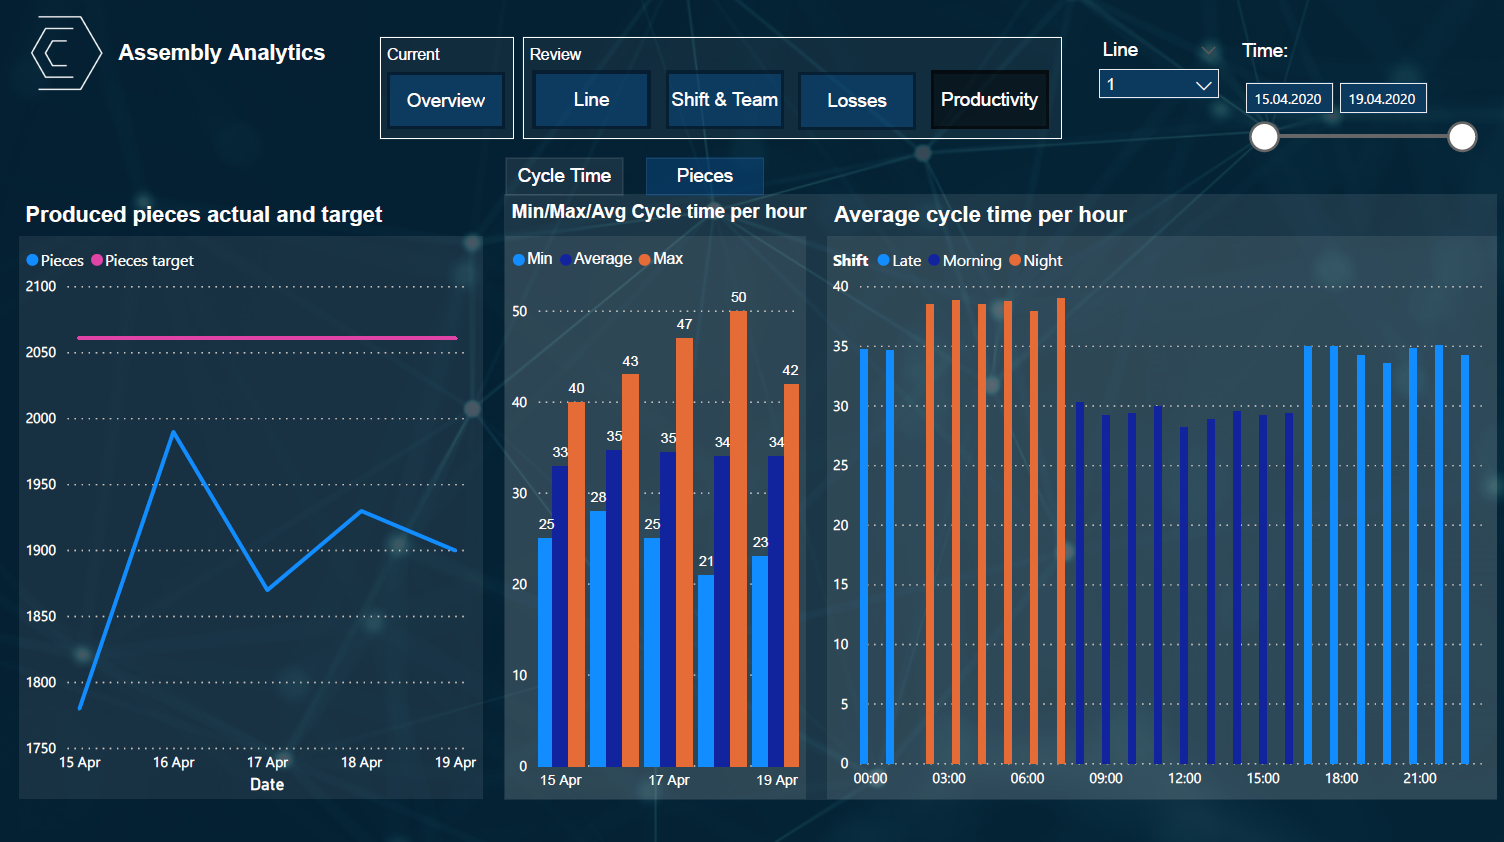 Assembly Analytics
Current
Overview
Review
Line
Shift & Team
Losses
Productivity
Line
1
Time:
15.04.2020
19.04.2020
Cycle Time
Pieces
Produced pieces actual and target
Pieces
Pieces target
2100
2050
2000
1950
1900
1850
1800
1750
15 Apr
16 Apr
17 Apr
18 Apr
19 Apr
Date
Min/Max/Avg Cycle time per hour
Min
Average
Max
50
40
30
20
10
0
25
33
40
28
35
43
25
35
47
21
34
50
23
34
42
15 Apr
17 Apr
19 Apr
Average cycle time per hour
Shift
Late
Morning
Night
40
35
30
25
20
15
10
5
0
00:00
03:00
06:00
09:00
12:00
15:00
18:00
21:00